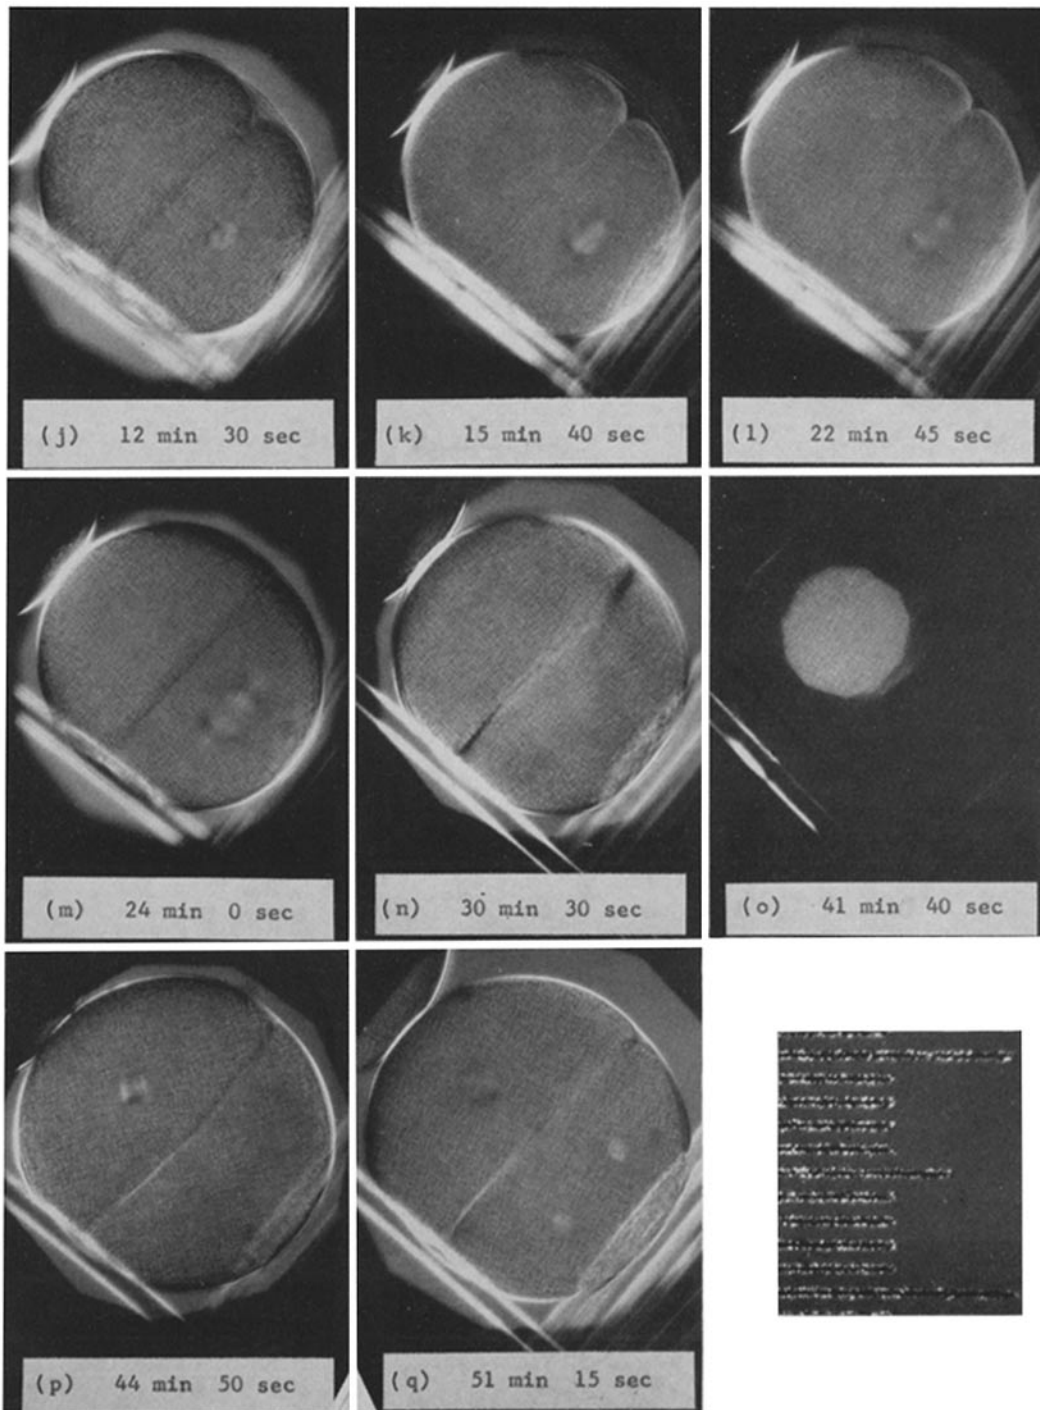 (j) 12 min 30 sec
(k) 15 min 40 sec
(l) 22 min 45 sec
(m) 24 min 0 sec
(n) 30 min 30 sec
(o) 41 min 40 sec
(p) 44 min 50 sec
(q) 51 min 15 sec